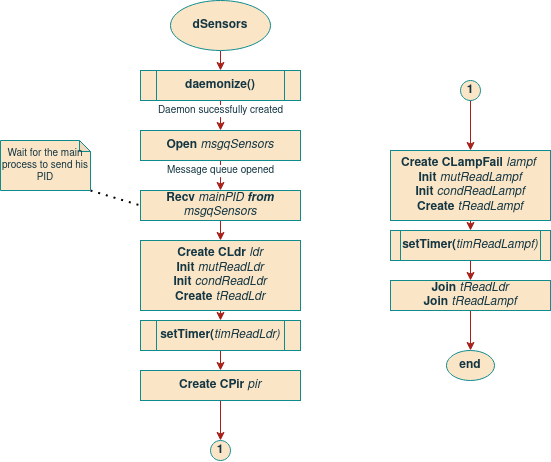 dSensors
daemonize()
Daemon sucessfully created
Open msgqSensors
Message queue opened
Wait for the main
process to send his
PID
Recv mainPID from
msgqSensors
Create CLdr ldr
Init mutReadLdr
Init condReadLdr
Create tReadLdr
setTimer(timReadLdr)
Create CPir pir
1
1
Create CLampFail lampf
Init mutReadLampf
Init condReadLampf
Create tReadLampf
setTimer(timReadLampf)
Join tReadLdr
Join tReadLampf
end